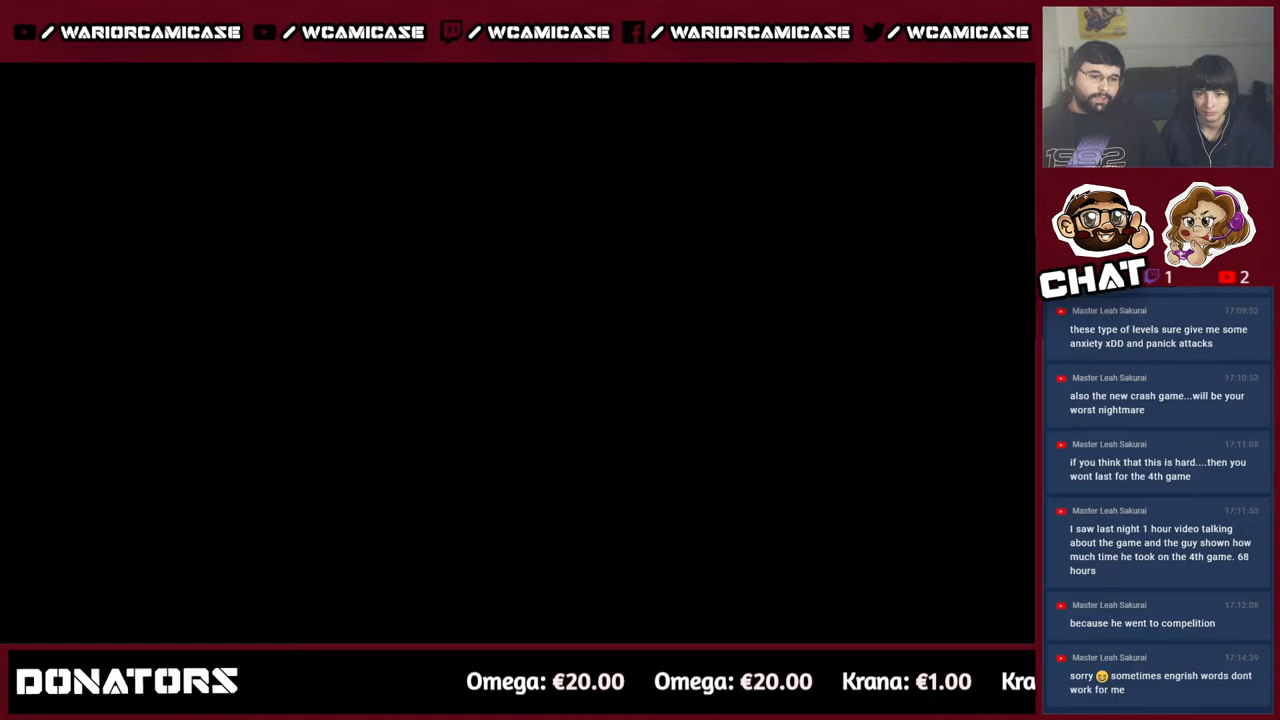 / WARIORCAMICASE / WCAMICASE / WCAMICASE / WARIORCAMICASE / WCAMICASE
1992
CHAT 1 2
Master Leah Sakurai 17:09:52
these type of levels sure give me some
anxiety xDD and panick attacks
Master Leah Sakurai 17:10:53
also the new crash game...will be your
worst nightmare
Master Leah Sakurai 17:11:08
if you think that this is hard....then you
wont last for the 4th game
Master Leah Sakurai 17:11:53
I saw last night 1 hour video talking
about the game and the guy shown how
much time he took on the 4th game. 68
hours
Master Leah Sakurai 17:12:08
because he went to compelition
Master Leah Sakurai 17:14:29
sorry 😊 sometimes engrish words dont
work for me
DONATORS Omega: €20.00 Omega: €20.00 Krana: €1.00 Kra